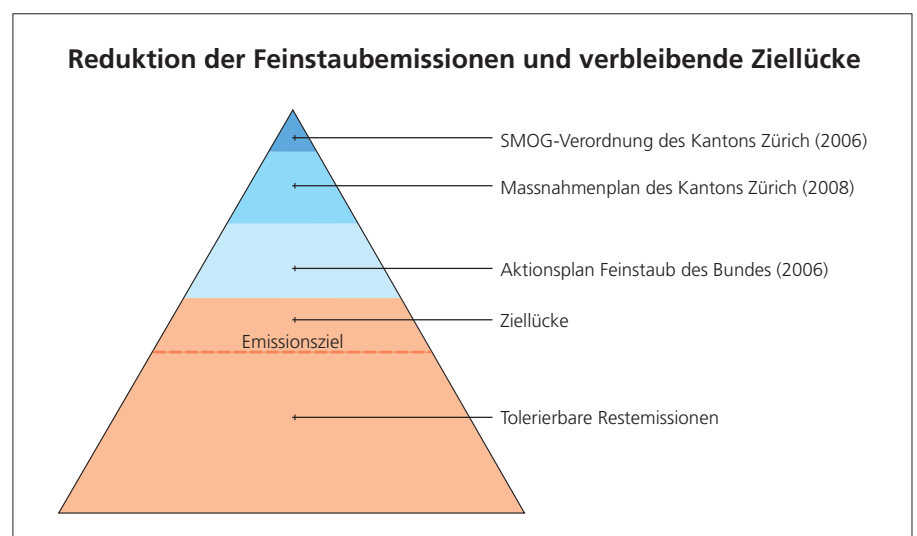 Reduktion der Feinstaubemissionen und verbleibende Ziellücke
SMOG-Verordnung des Kantons Zürich (2006)
Massnahmenplan des Kantons Zürich (2008)
Aktionsplan Feinstaub des Bundes (2006)
Ziellücke
Emissionsziel
Tolerierbare Restemissionen